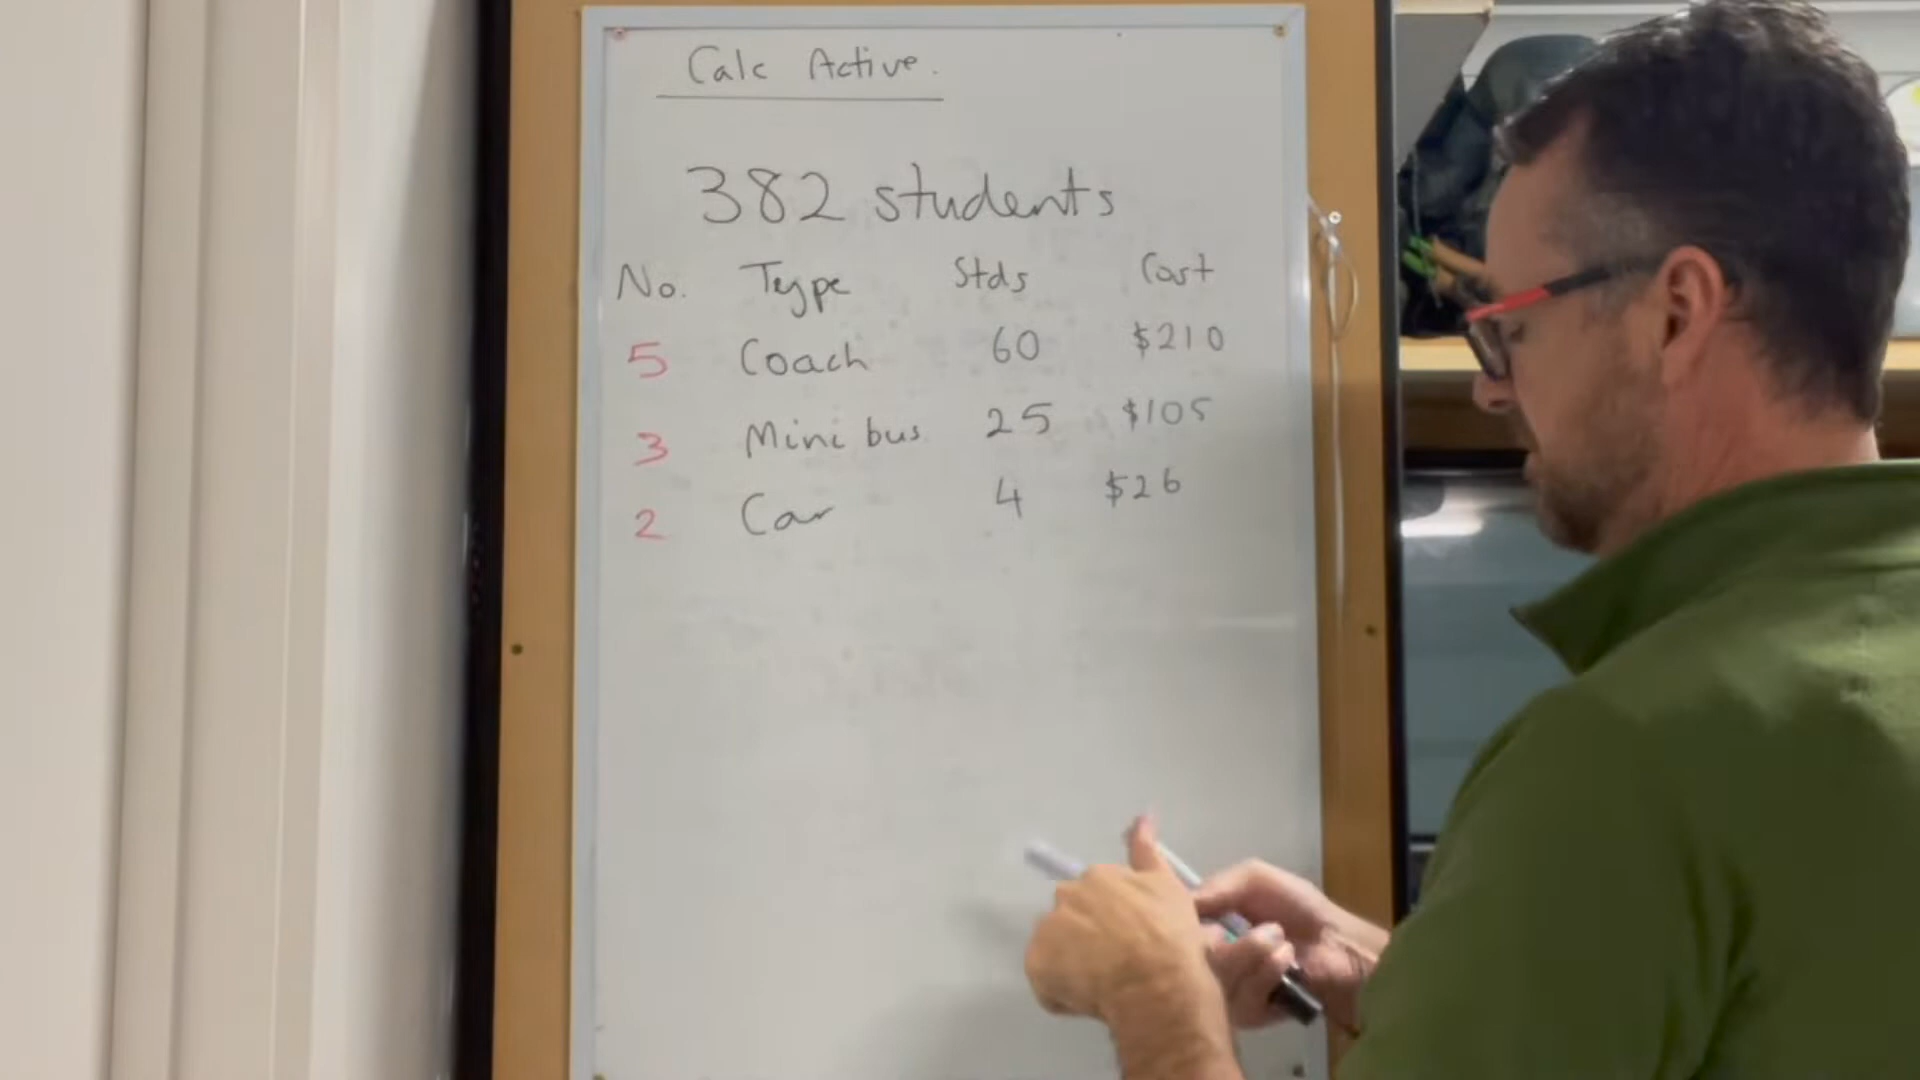 Calc Active.
382 students
No. Type Stds Cost
5 Coach 60 $210
3 Mini bus 25 $105
2 Car 4 $26